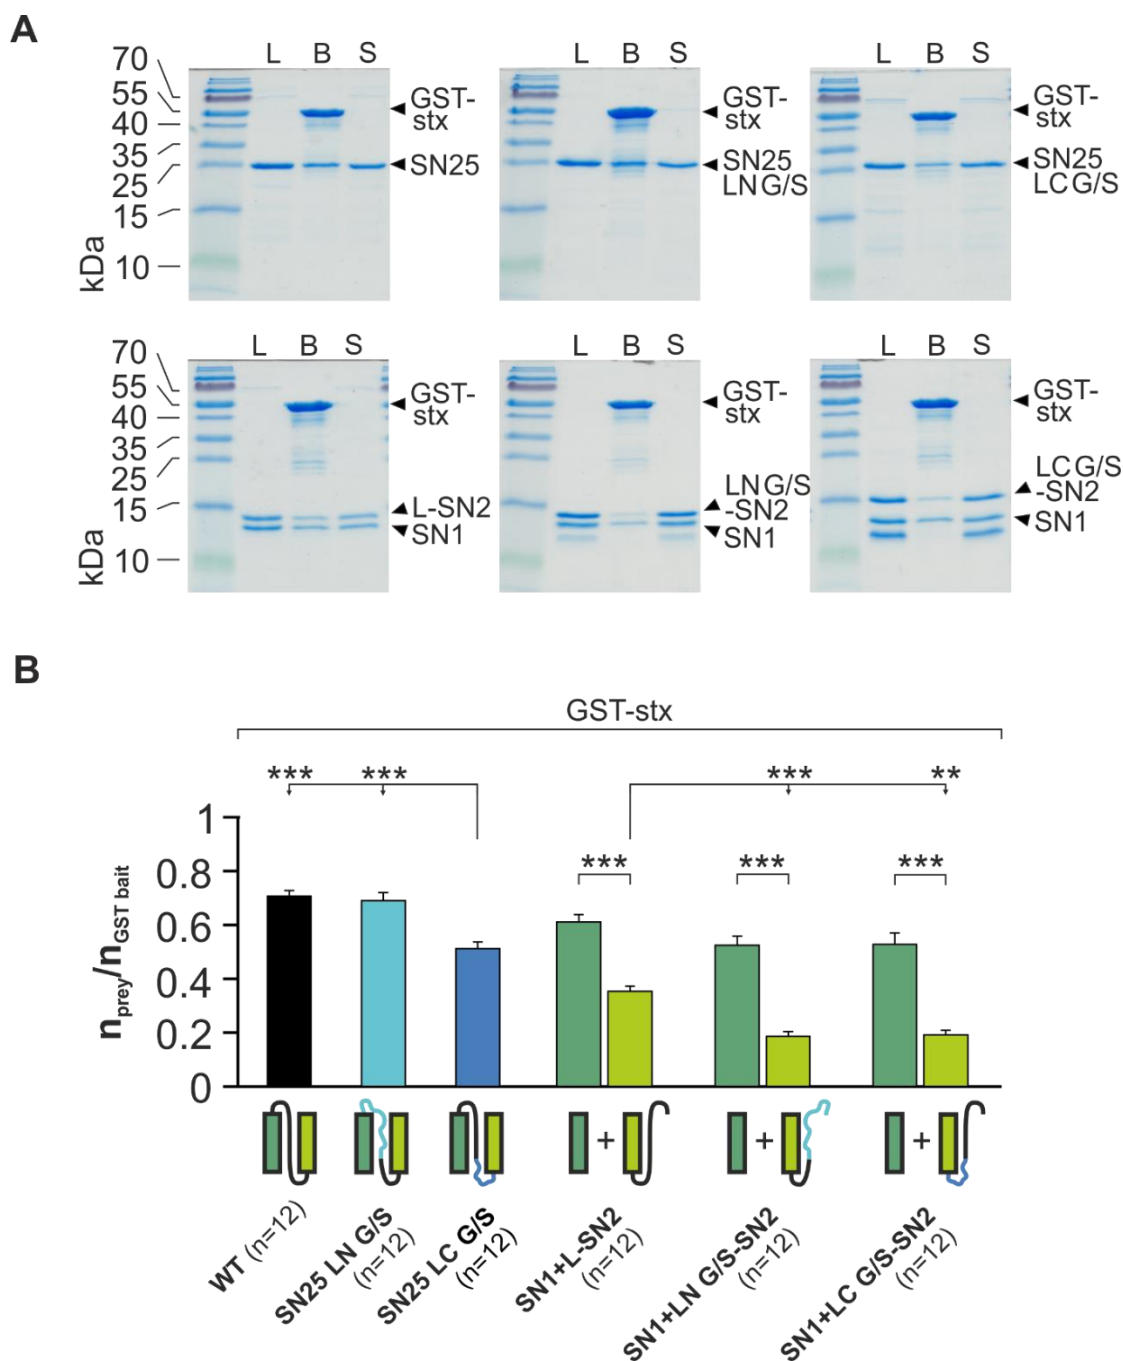 A
L B S
L B S
L B S
70
55
40
35
25
15
10
kDa
GST-
stx
SN25
GST-
stx
SN25
LN G/S
GST-
stx
SN25
LC G/S
L B S
L B S
L B S
70
55
40
35
25
15
10
kDa
GST-
stx
L-SN2
SN1
GST-
stx
LN G/S
-SN2
SN1
GST-
stx
LC G/S
-SN2
SN1
B
GST-stx
*** *** *** **
*** *** ***
1
0.8
0.6
0.4
0.2
0
nprey/nGST bait
+ + +
WT (n=12)
SN25 LN G/S
(n=12)
SN25 LC G/S
(n=12)
SN1+L-SN2
(n=12)
SN1+LN G/S-SN2
(n=12)
SN1+LC G/S-SN2
(n=12)